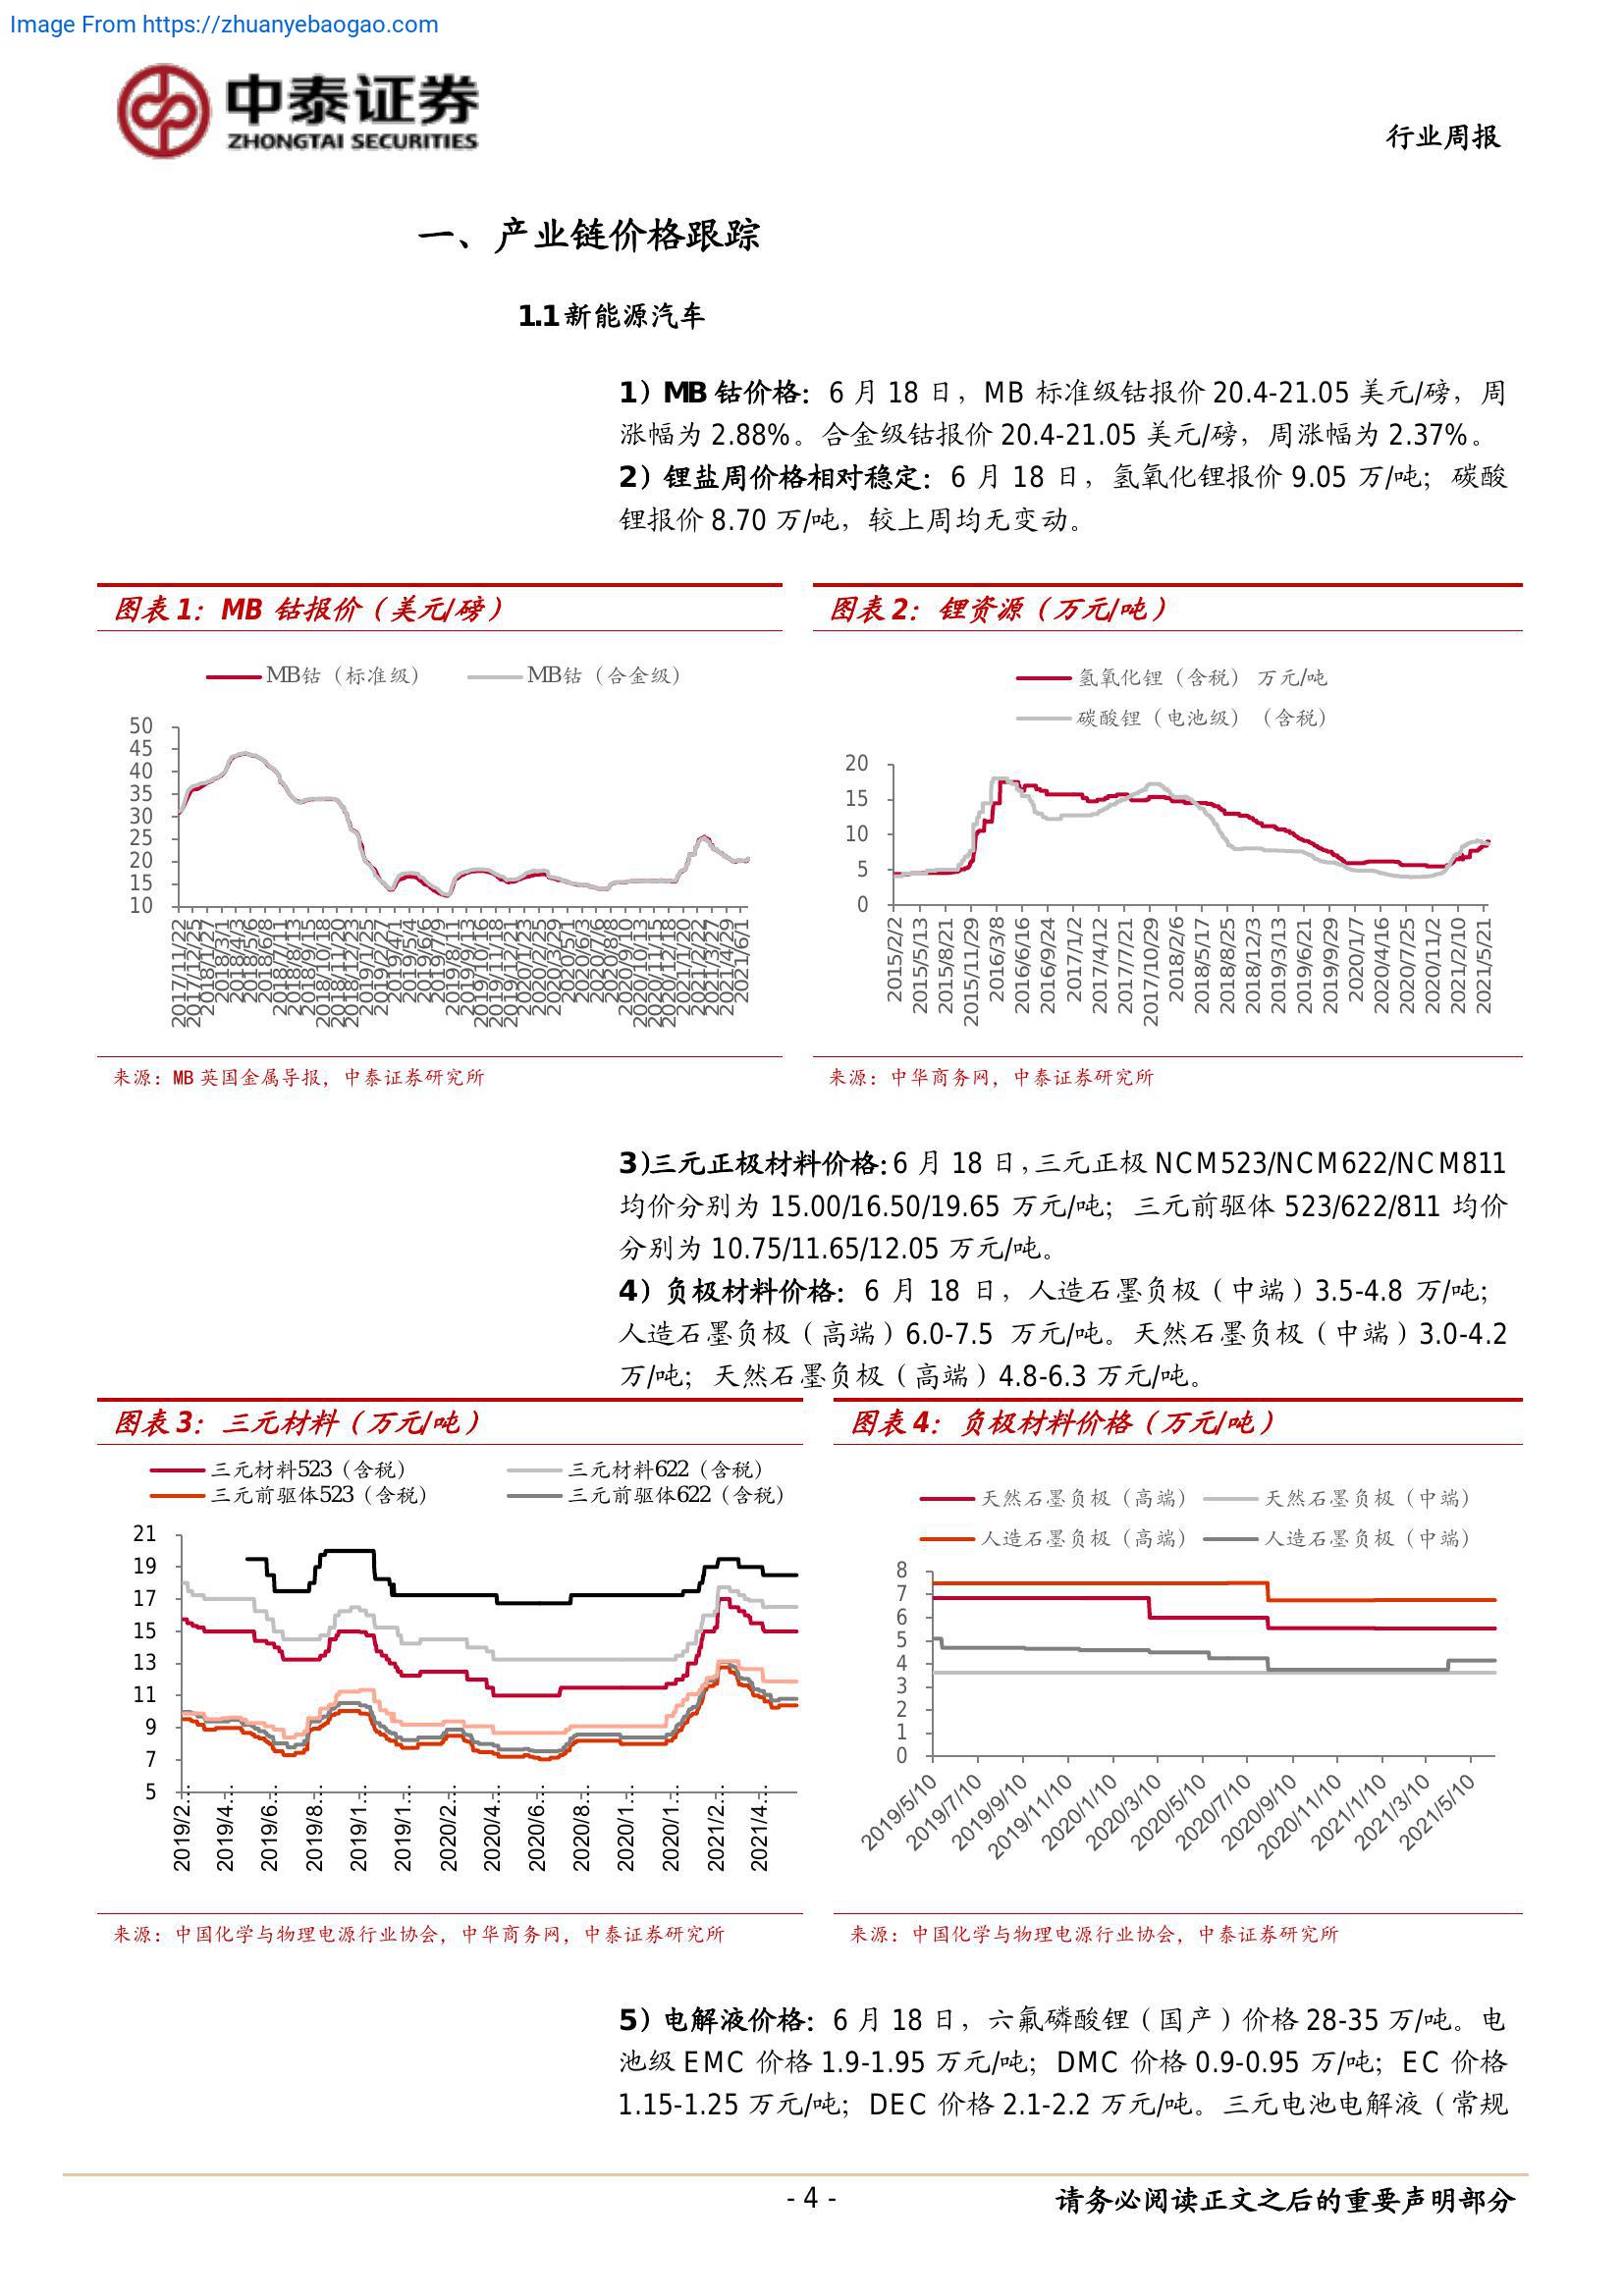 Image From https://zhuanyebaogao.com
中泰证券
ZHONGTAI SECURITIES
行业周报
一、产业链价格跟踪
1.1 新能源汽车
1）MB 钴价格：6 月 18 日，MB 标准级钴报价 20.4-21.05 美元/磅，周
涨幅为 2.88%。合金级钴报价 20.4-21.05 美元/磅，周涨幅为 2.37%。
2）锂盐周价格相对稳定：6 月 18 日，氢氧化锂报价 9.05 万/吨；碳酸
锂报价 8.70 万/吨，较上周均无变动。
图表 1：MB 钴报价（美元/磅）
MB钴（标准级） MB钴（合金级）
50
45
40
35
30
25
20
15
10
2017/11/22 2017/12/25 2018/1/27 2018/3/1 2018/4/3 2018/5/6 2018/6/8 2018/7/11 2018/8/13 2018/9/15 2018/10/18 2018/11/20 2018/12/23 2019/1/25 2019/2/27 2019/4/1 2019/5/4 2019/6/6 2019/7/9 2019/8/11 2019/9/13 2019/10/16 2019/11/18 2019/12/21 2020/1/23 2020/2/25 2020/3/29 2020/5/1 2020/6/3 2020/7/6 2020/8/8 2020/9/10 2020/10/13 2020/11/15 2020/12/18 2021/1/20 2021/2/22 2021/3/27 2021/4/29 2021/6/1
来源：MB 英国金属导报，中泰证券研究所
图表 2：锂资源（万元/吨）
氢氧化锂（含税） 万元/吨
碳酸锂（电池级）（含税）
20
15
10
5
0
2015/2/2 2015/5/13 2015/8/21 2015/11/29 2016/3/8 2016/6/16 2016/9/24 2017/1/2 2017/4/12 2017/7/21 2017/10/29 2018/2/6 2018/5/17 2018/8/25 2018/12/3 2019/3/13 2019/6/21 2019/9/29 2020/1/7 2020/4/16 2020/7/25 2020/11/2 2021/2/10 2021/5/21
来源：中华商务网，中泰证券研究所
3）三元正极材料价格：6 月 18 日，三元正极 NCM523/NCM622/NCM811
均价分别为 15.00/16.50/19.65 万元/吨；三元前驱体 523/622/811 均价
分别为 10.75/11.65/12.05 万元/吨。
4）负极材料价格：6 月 18 日，人造石墨负极（中端）3.5-4.8 万/吨；
人造石墨负极（高端）6.0-7.5 万元/吨。天然石墨负极（中端）3.0-4.2
万/吨；天然石墨负极（高端）4.8-6.3 万元/吨。
图表 3：三元材料（万元/吨）
三元材料523（含税） 三元材料622（含税）
三元前驱体523（含税） 三元前驱体622（含税）
21
19
17
15
13
11
9
7
5
2019/2.. 2019/4.. 2019/6.. 2019/8.. 2019/1.. 2019/1.. 2020/2.. 2020/4.. 2020/6.. 2020/8.. 2020/1.. 2020/1.. 2021/2.. 2021/4..
来源：中国化学与物理电源行业协会，中华商务网，中泰证券研究所
图表 4：负极材料价格（万元/吨）
天然石墨负极（高端） 天然石墨负极（中端）
人造石墨负极（高端） 人造石墨负极（中端）
8
7
6
5
4
3
2
1
0
2019/5/10 2019/7/10 2019/9/10 2019/11/10 2020/1/10 2020/3/10 2020/5/10 2020/7/10 2020/9/10 2020/11/10 2021/1/10 2021/3/10 2021/5/10
来源：中国化学与物理电源行业协会，中泰证券研究所
5）电解液价格：6 月 18 日，六氟磷酸锂（国产）价格 28-35 万/吨。电
池级 EMC 价格 1.9-1.95 万元/吨；DMC 价格 0.9-0.95 万/吨；EC 价格
1.15-1.25 万元/吨；DEC 价格 2.1-2.2 万元/吨。三元电池电解液（常规
- 4 -
请务必阅读正文之后的重要声明部分